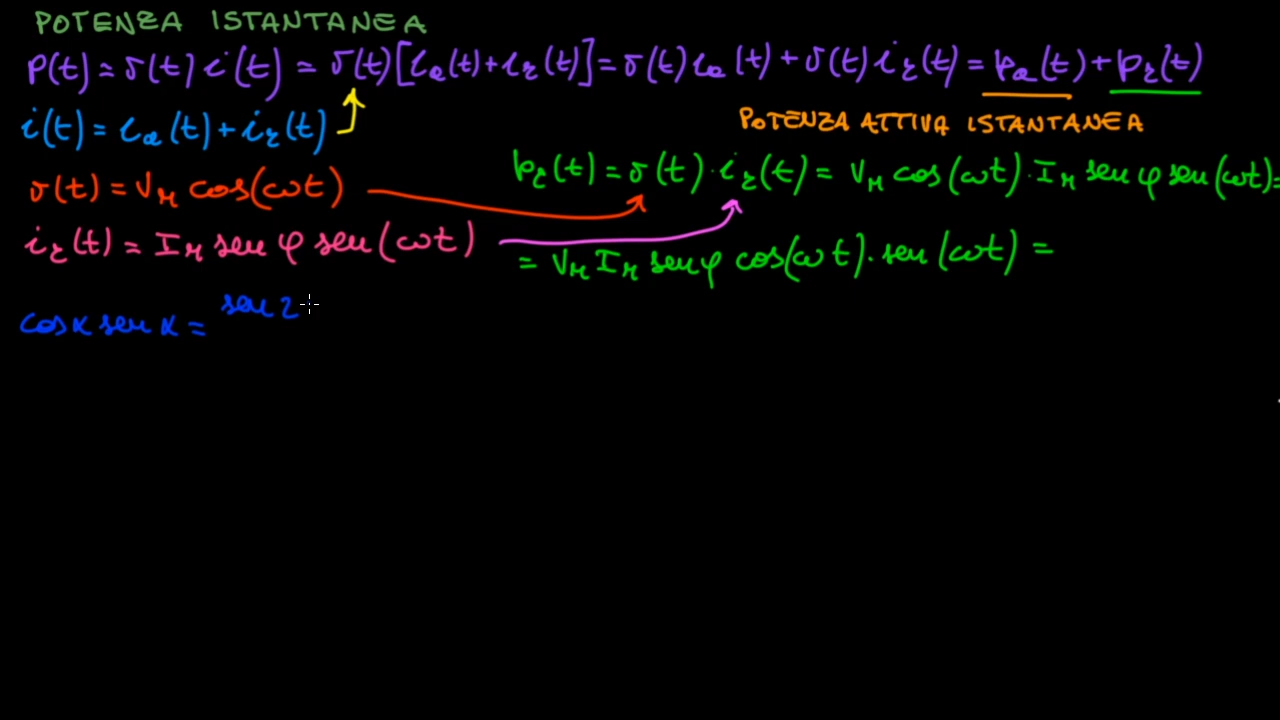 POTENZA ISTANTANEA
p(t) = v(t) i(t) = v(t)[ia(t)+ir(t)] = v(t) ia(t) + v(t) ir(t) = pa(t) + pr(t)
i(t) = ia(t) + ir(t)
POTENZA ATTIVA ISTANTANEA
pr(t) = v(t) · ir(t) = VM cos(ωt) · IM sen φ sen(ωt) =
v(t) = VM cos(ωt)
ir(t) = IM sen φ sen(ωt)
= VM IM sen φ cos(ωt) · sen(ωt) =
cos α sen α = sen 2